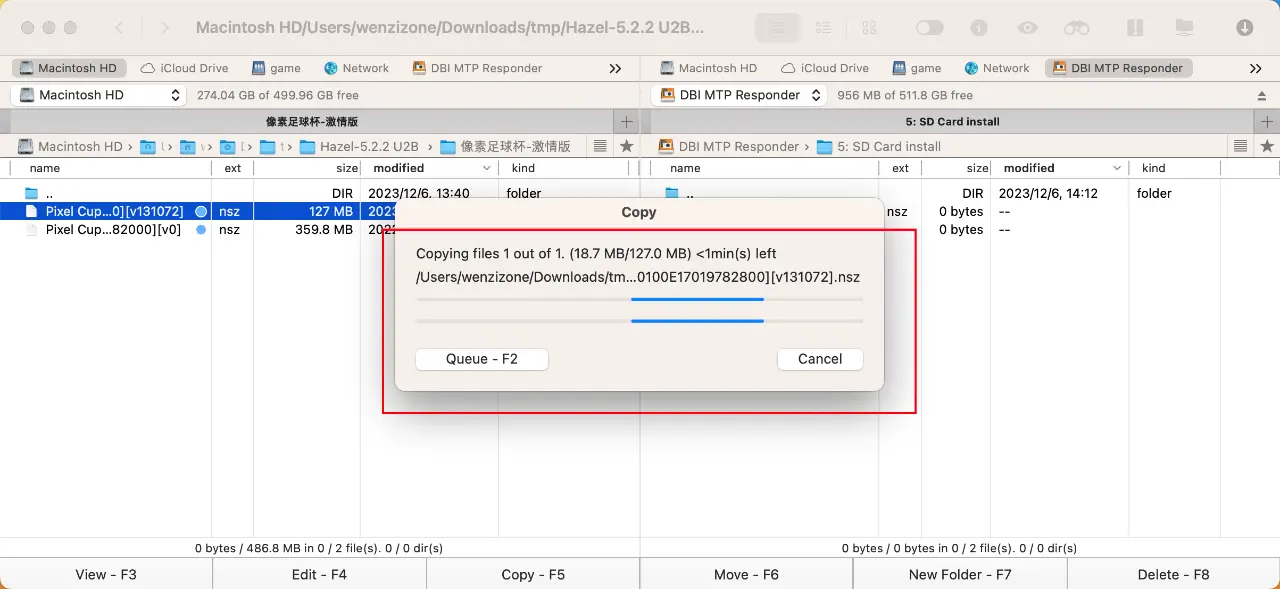 Macintosh HD/Users/wenzizone/Downloads/tmp/Hazel-5.2.2 U2B...
Macintosh HD iCloud Drive game Network DBI MTP Responder »
Macintosh HD iCloud Drive game Network DBI MTP Responder »
Macintosh HD 274.04 GB of 499.96 GB free
DBI MTP Responder 956 MB of 511.8 GB free
像素足球杯-激情版 +
5: SD Card install +
Macintosh HD › › › › [ › t › Hazel-5.2.2 U2B › 像素足球杯-激情版
DBI MTP Responder › 5: SD Card install
name ext size modified kind
name ext size modified kind
.. DIR 2023/12/6, 13:40 folder
.. DIR 2023/12/6, 14:12 folder
Pixel Cup...0][v131072] nsz 127 MB 2023
nsz 0 bytes --
Pixel Cup...82000][v0] nsz 359.8 MB 2022
0 bytes --
Copy
Copying files 1 out of 1. (18.7 MB/127.0 MB) <1min(s) left
/Users/wenzizone/Downloads/tm...0100E17019782800][v131072].nsz
Queue - F2 Cancel
0 bytes / 486.8 MB in 0 / 2 file(s). 0 / 0 dir(s)
0 bytes / 0 bytes in 0 / 2 file(s). 0 / 0 dir(s)
View - F3 Edit - F4 Copy - F5 Move - F6 New Folder - F7 Delete - F8